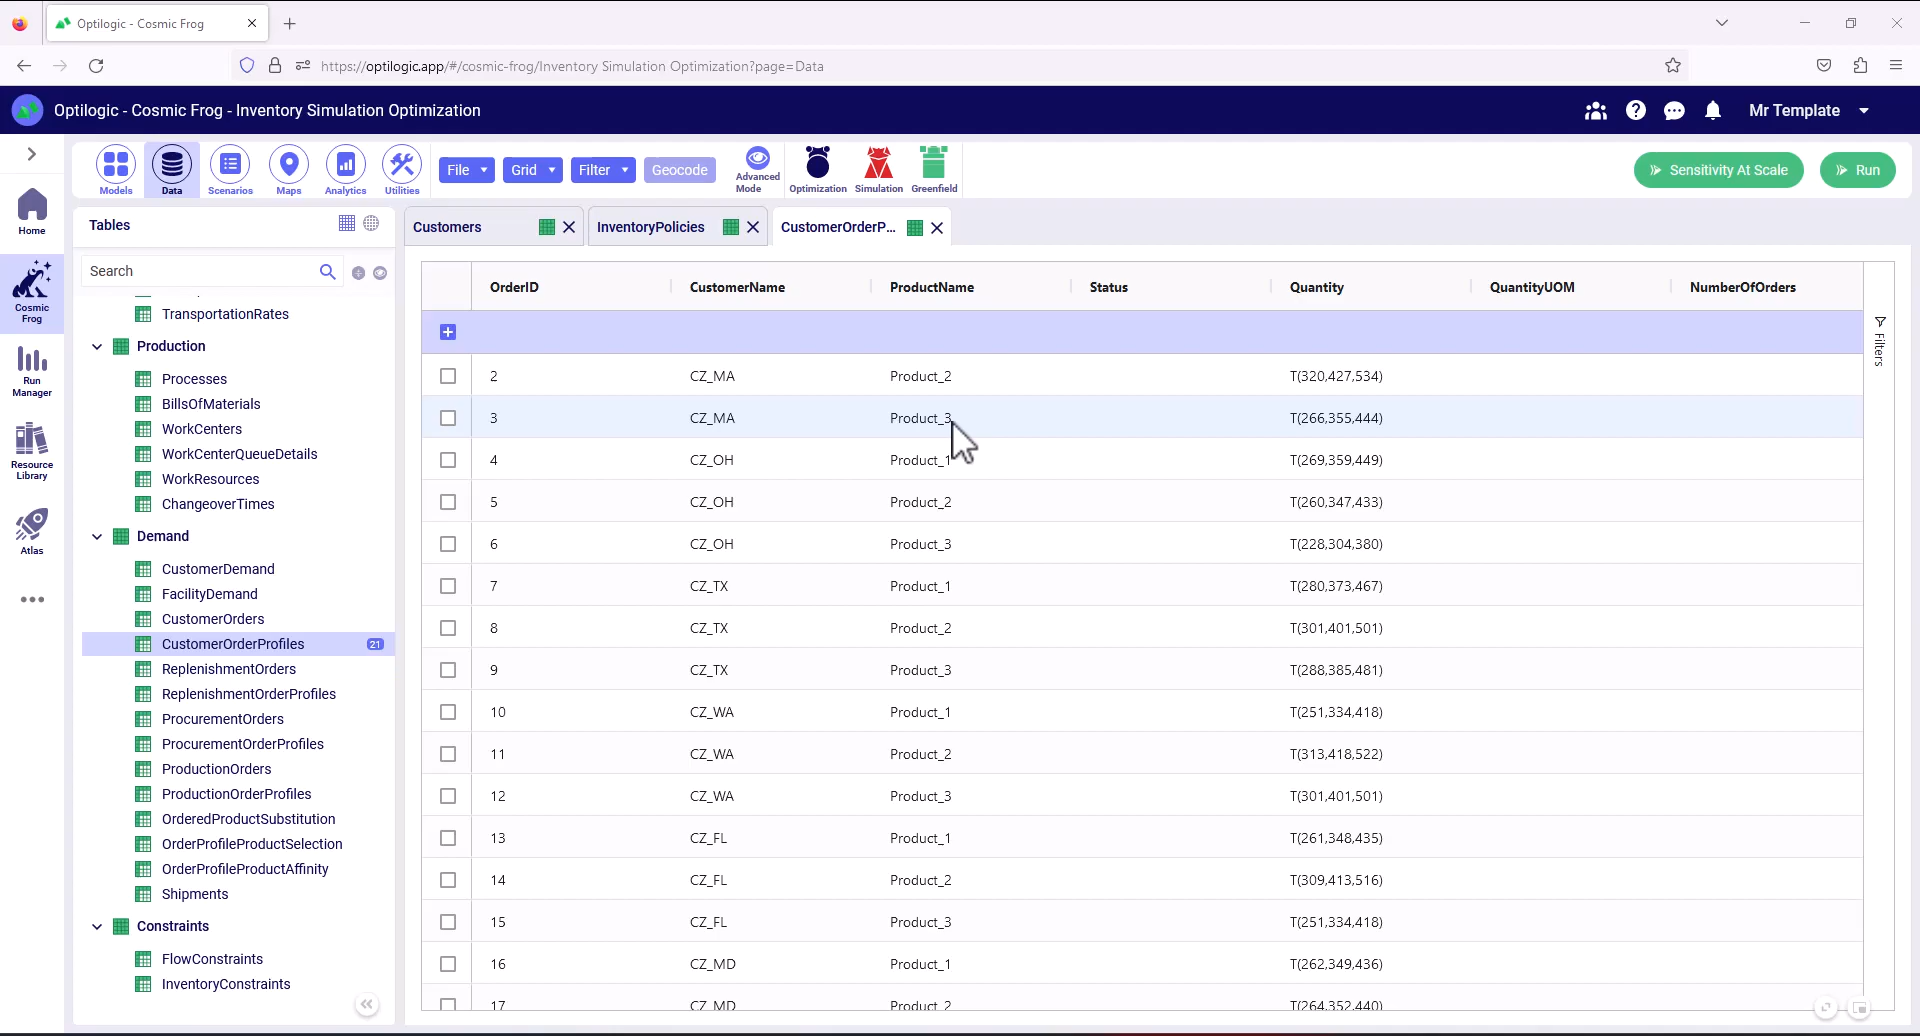 Optilogic - Cosmic Frog
https://optilogic.app/#/cosmic-frog/Inventory Simulation Optimization?page=Data
Optilogic - Cosmic Frog - Inventory Simulation Optimization
Mr Template
Models
Data
Scenarios
Maps
Analytics
Utilities
File
Grid
Filter
Geocode
Advanced
Mode
Optimization
Simulation
Greenfield
Sensitivity At Scale
Run
Home
Cosmic
Frog
Run
Manager
Resource
Library
Atlas
Tables
Search
TransportationRates
Production
Processes
BillsOfMaterials
WorkCenters
WorkCenterQueueDetails
WorkResources
ChangeoverTimes
Demand
CustomerDemand
FacilityDemand
CustomerOrders
CustomerOrderProfiles 21
ReplenishmentOrders
ReplenishmentOrderProfiles
ProcurementOrders
ProcurementOrderProfiles
ProductionOrders
ProductionOrderProfiles
OrderedProductSubstitution
OrderProfileProductSelection
OrderProfileProductAffinity
Shipments
Constraints
FlowConstraints
InventoryConstraints
Customers
InventoryPolicies
CustomerOrderP...
OrderID CustomerName ProductName Status Quantity QuantityUOM NumberOfOrders
2 CZ_MA Product_2 T(320,427,534)
3 CZ_MA Product_3 T(266,355,444)
4 CZ_OH Product_1 T(269,359,449)
5 CZ_OH Product_2 T(260,347,433)
6 CZ_OH Product_3 T(228,304,380)
7 CZ_TX Product_1 T(280,373,467)
8 CZ_TX Product_2 T(301,401,501)
9 CZ_TX Product_3 T(288,385,481)
10 CZ_WA Product_1 T(251,334,418)
11 CZ_WA Product_2 T(313,418,522)
12 CZ_WA Product_3 T(301,401,501)
13 CZ_FL Product_1 T(261,348,435)
14 CZ_FL Product_2 T(309,413,516)
15 CZ_FL Product_3 T(251,334,418)
16 CZ_MD Product_1 T(262,349,436)
17 CZ_MD Product_2 T(264,352,440)
Filters